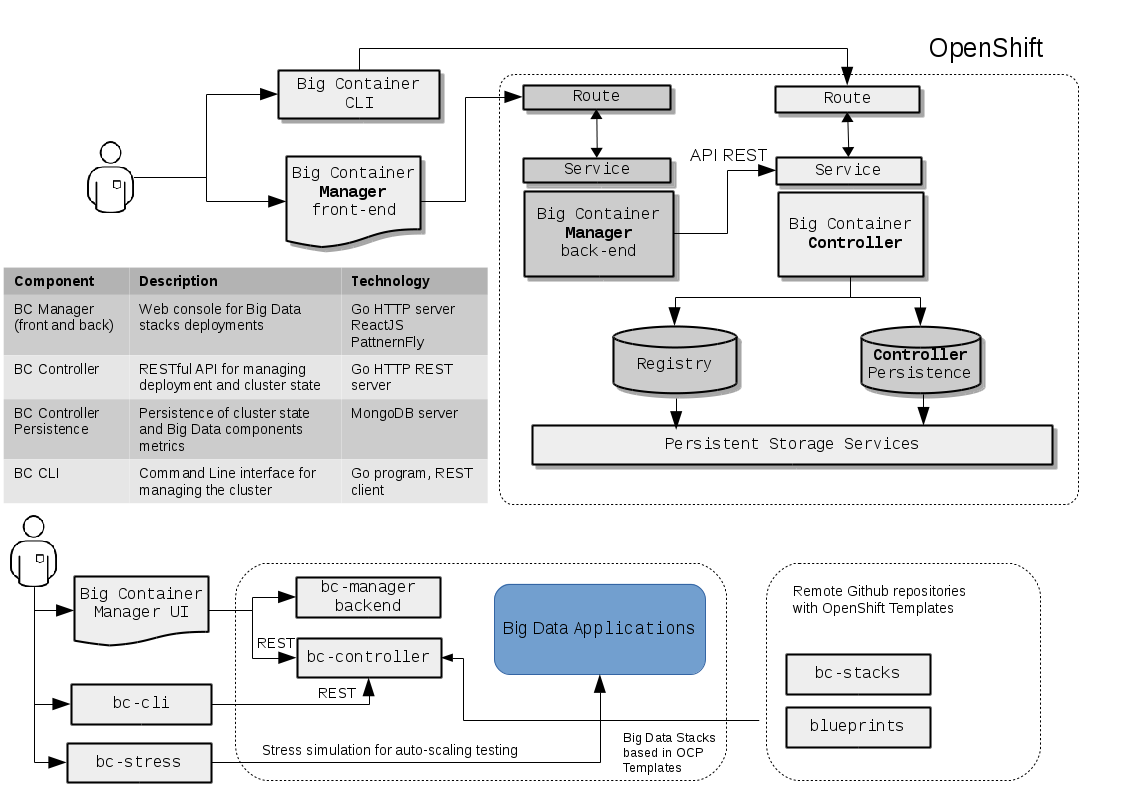 OpenShift
Big Container
CLI
Route
Route
Big Container
Manager
front-end
Service
API REST
Service
Big Container
Manager
back-end
Big Container
Controller
Registry
Controller
Persistence
Persistent Storage Services
Component Description Technology
BC Manager
(front and back)
Web console for Big Data
stacks deployments
Go HTTP server
ReactJS
PattnernFly
BC Controller
RESTful API for managing
deployment and cluster state
Go HTTP REST
server
BC Controller
Persistence
Persistence of cluster state
and Big Data components
metrics
MongoDB server
BC CLI
Command Line interface for
managing the cluster
Go program, REST
client
Big Container
Manager UI
bc-manager
backend
REST
bc-controller
REST
bc-cli
bc-stress
Stress simulation for auto-scaling testing
Big Data Applications
Big Data Stacks
based in OCP
Templates
Remote Github repositories
with OpenShift Templates
bc-stacks
blueprints